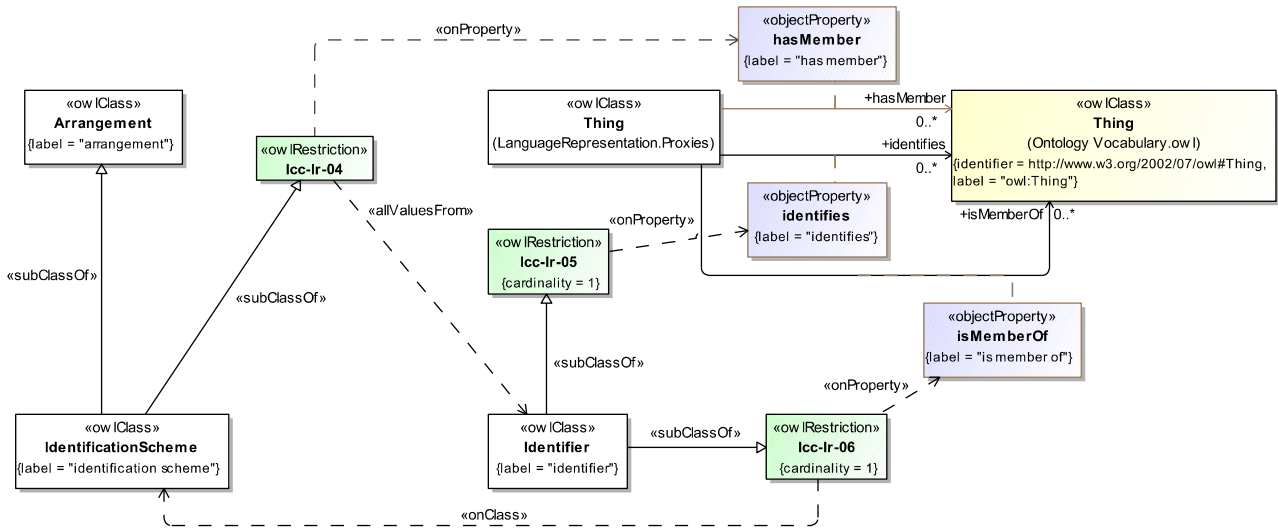 «objectProperty»
hasMember
{label = "has member"}
«onProperty»
«owlClass»
Arrangement
{label = "arrangement"}
«owlClass»
Thing
(LanguageRepresentation.Proxies)
+hasMember
0..*
+identifies
0..*
«owlClass»
Thing
(Ontology Vocabulary.owl)
{identifier = http://www.w3.org/2002/07/owl#Thing,
label = "owl:Thing"}
«owlRestriction»
lcc-lr-04
«allValuesFrom»
«onProperty»
«objectProperty»
identifies
{label = "identifies"}
+isMemberOf
0..*
«owlRestriction»
lcc-lr-05
{cardinality = 1}
«subClassOf»
«subClassOf»
«objectProperty»
isMemberOf
{label = "is member of"}
«subClassOf»
«onProperty»
«owlClass»
IdentificationScheme
{label = "identification scheme"}
«owlClass»
Identifier
{label = "identifier"}
«subClassOf»
«owlRestriction»
lcc-lr-06
{cardinality = 1}
«onClass»